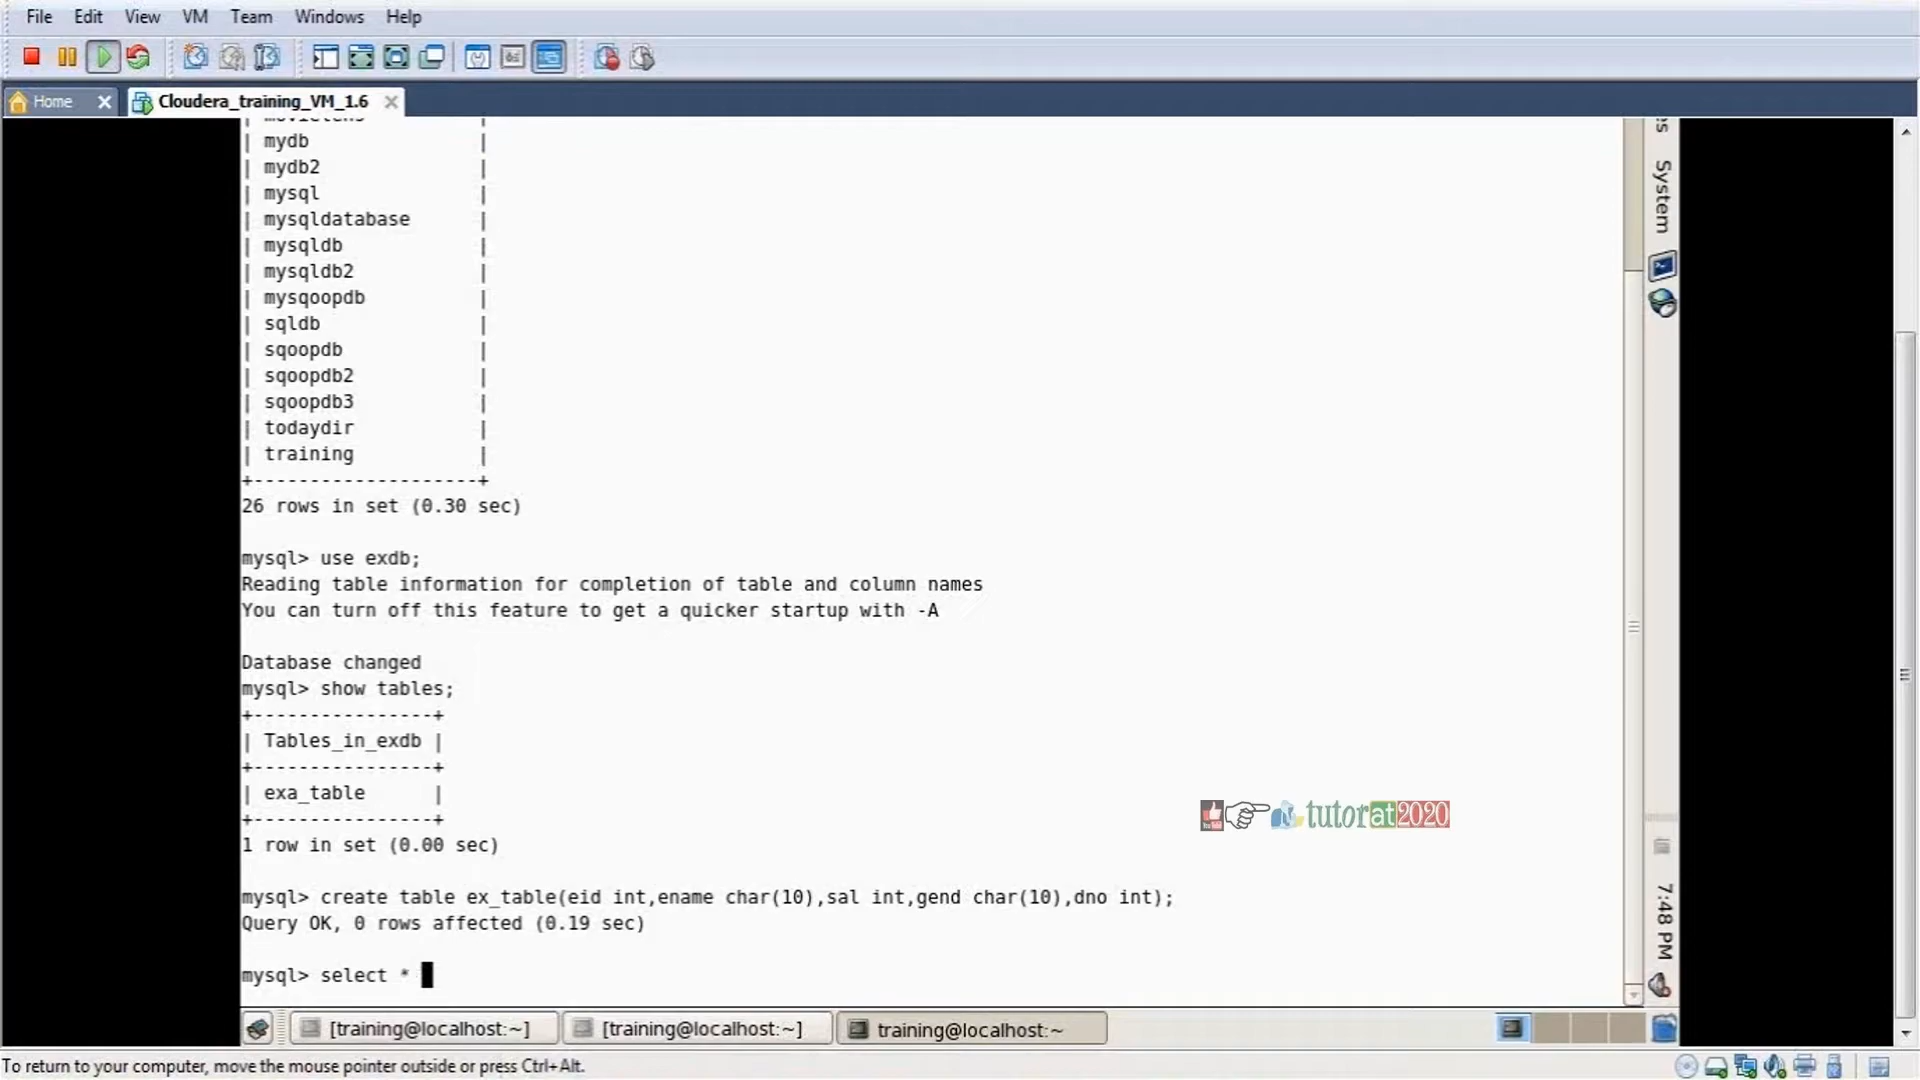 File Edit View VM Team Windows Help
Home Cloudera_training_VM_1.6
| movielens |
| mydb |
| mydb2 |
| mysql |
| mysqldatabase |
| mysqldb |
| mysqldb2 |
| mysqoopdb |
| sqldb |
| sqoopdb |
| sqoopdb2 |
| sqoopdb3 |
| todaydir |
| training |
+--------------------+
26 rows in set (0.30 sec)
mysql> use exdb;
Reading table information for completion of table and column names
You can turn off this feature to get a quicker startup with -A
Database changed
mysql> show tables;
+----------------+
| Tables_in_exdb |
+----------------+
| exa_table |
+----------------+
1 row in set (0.00 sec)
mysql> create table ex_table(eid int,ename char(10),sal int,gend char(10),dno int);
Query OK, 0 rows affected (0.19 sec)
mysql> select *
System
tutorat2020
7:48 PM
[training@localhost:~] [training@localhost:~] training@localhost:~
To return to your computer, move the mouse pointer outside or press Ctrl+Alt.